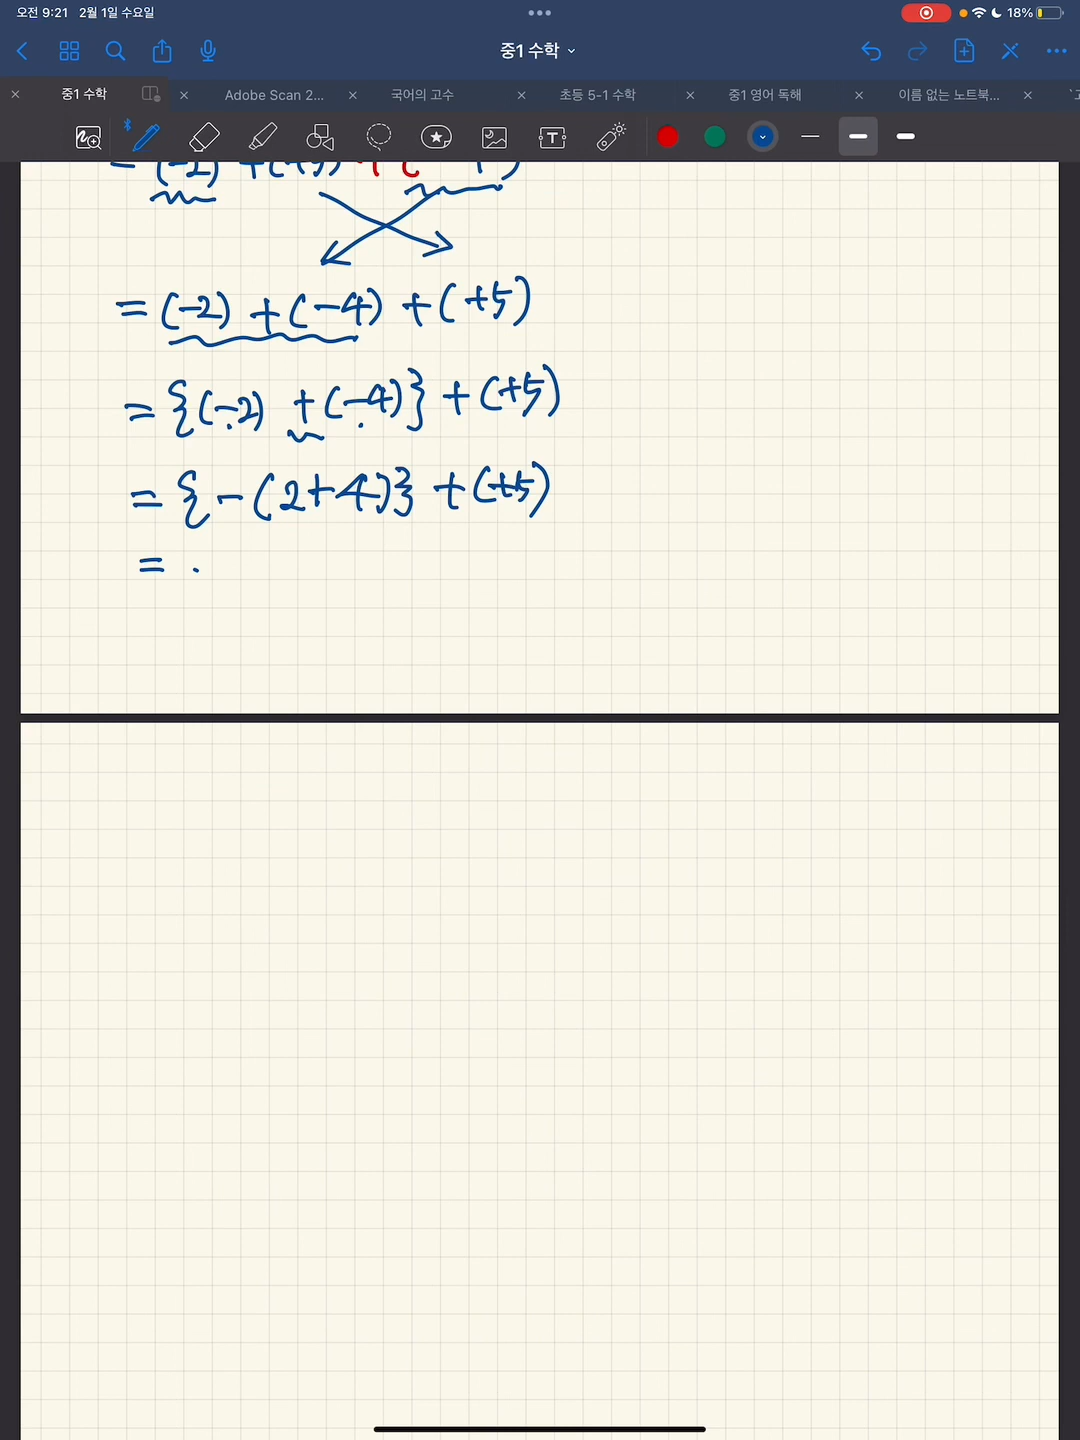 오전 9:21 2월 1일 수요일 18%
중1 수학
중1 수학 Adobe Scan 2... 국어의 고수 초등 5-1 수학 중1 영어 독해 이름 없는 노트북...
= (-2) + (-4) + (+5)
= {(-2) + (-4)} + (+5)
= {-(2+4)} + (+5)
= .